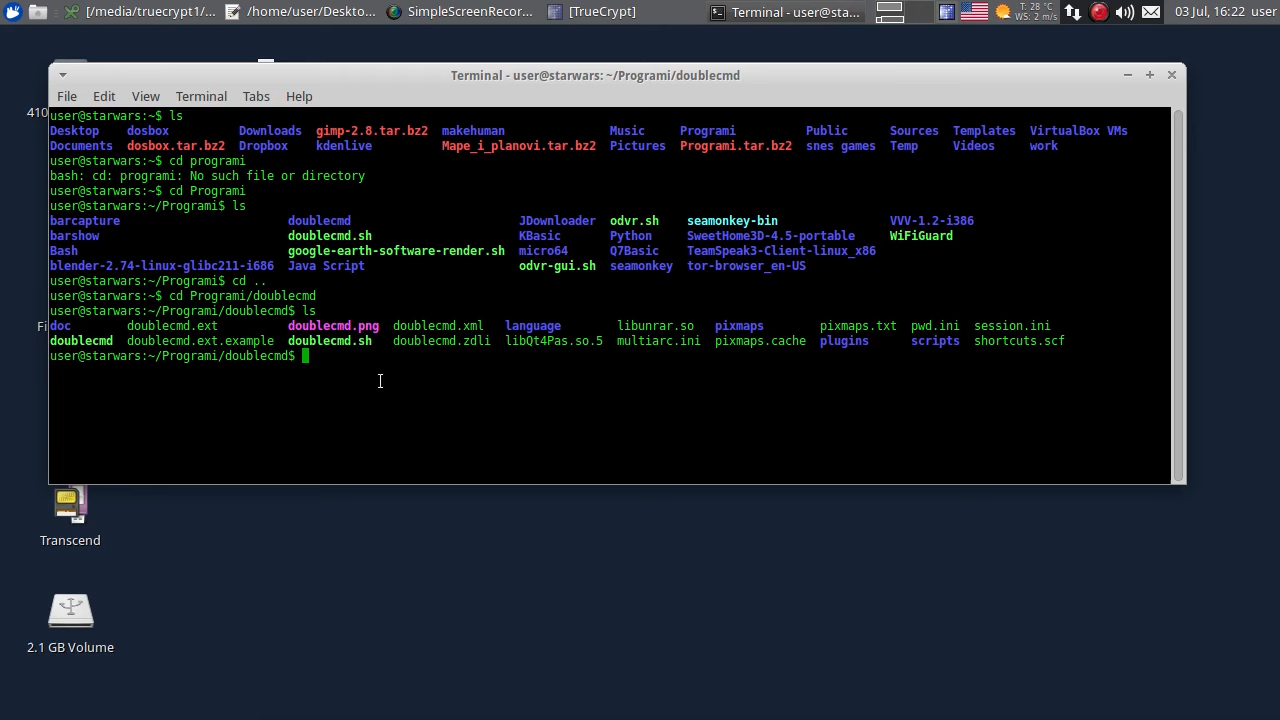 [/media/truecrypt1/... /home/user/Deskto... SimpleScreenRecor... [TrueCrypt] Terminal - user@sta... T: 28 °C WS: 2 m/s 03 Jul, 16:22 user
Terminal - user@starwars: ~/Programi/doublecmd
File Edit View Terminal Tabs Help
user@starwars:~$ ls
Desktop dosbox Downloads gimp-2.8.tar.bz2 makehuman Music Programi Public Sources Templates VirtualBox VMs
Documents dosbox.tar.bz2 Dropbox kdenlive Mape_i_planovi.tar.bz2 Pictures Programi.tar.bz2 snes games Temp Videos work
user@starwars:~$ cd programi
bash: cd: programi: No such file or directory
user@starwars:~$ cd Programi
user@starwars:~/Programi$ ls
barcapture doublecmd JDownloader odvr.sh seamonkey-bin VVV-1.2-i386
barshow doublecmd.sh KBasic Python SweetHome3D-4.5-portable WiFiGuard
Bash google-earth-software-render.sh micro64 Q7Basic TeamSpeak3-Client-linux_x86
blender-2.74-linux-glibc211-i686 Java Script odvr-gui.sh seamonkey tor-browser_en-US
user@starwars:~/Programi$ cd ..
user@starwars:~$ cd Programi/doublecmd
user@starwars:~/Programi/doublecmd$ ls
doc doublecmd.ext doublecmd.png doublecmd.xml language libunrar.so pixmaps pixmaps.txt pwd.ini session.ini
doublecmd doublecmd.ext.example doublecmd.sh doublecmd.zdli libQt4Pas.so.5 multiarc.ini pixmaps.cache plugins scripts shortcuts.scf
user@starwars:~/Programi/doublecmd$
410
Fi
Transcend
2.1 GB Volume